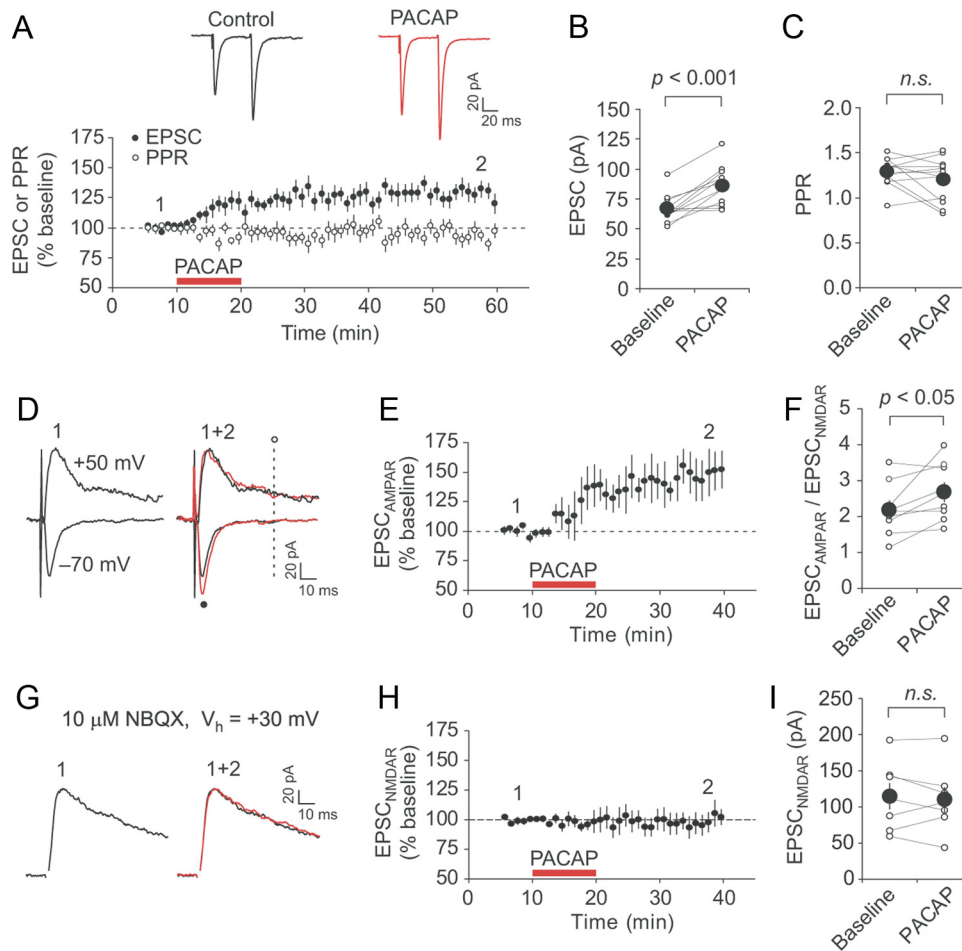 A
Control
PACAP
20 pA
20 ms
EPSC
PPR
1
2
EPSC or PPR
(% baseline)
175
150
125
100
75
50
PACAP
0 10 20 30 40 50 60
Time (min)
B
p < 0.001
EPSC (pA)
150
125
100
75
50
25
0
Baseline
PACAP
C
n.s.
PPR
2.0
1.5
1.0
0.5
0.0
Baseline
PACAP
D
1
+50 mV
–70 mV
1+2
20 pA
10 ms
E
EPSCAMPAR
(% baseline)
175
150
125
100
75
50
1
2
PACAP
0 10 20 30 40
Time (min)
F
p < 0.05
EPSCAMPAR / EPSCNMDAR
5
4
3
2
1
0
Baseline
PACAP
G
10 μM NBQX, Vh = +30 mV
1
1+2
20 pA
10 ms
H
EPSCNMDAR
(% baseline)
175
150
125
100
75
50
1
2
PACAP
0 10 20 30 40
Time (min)
I
n.s.
EPSCNMDAR (pA)
250
200
150
100
50
0
Baseline
PACAP